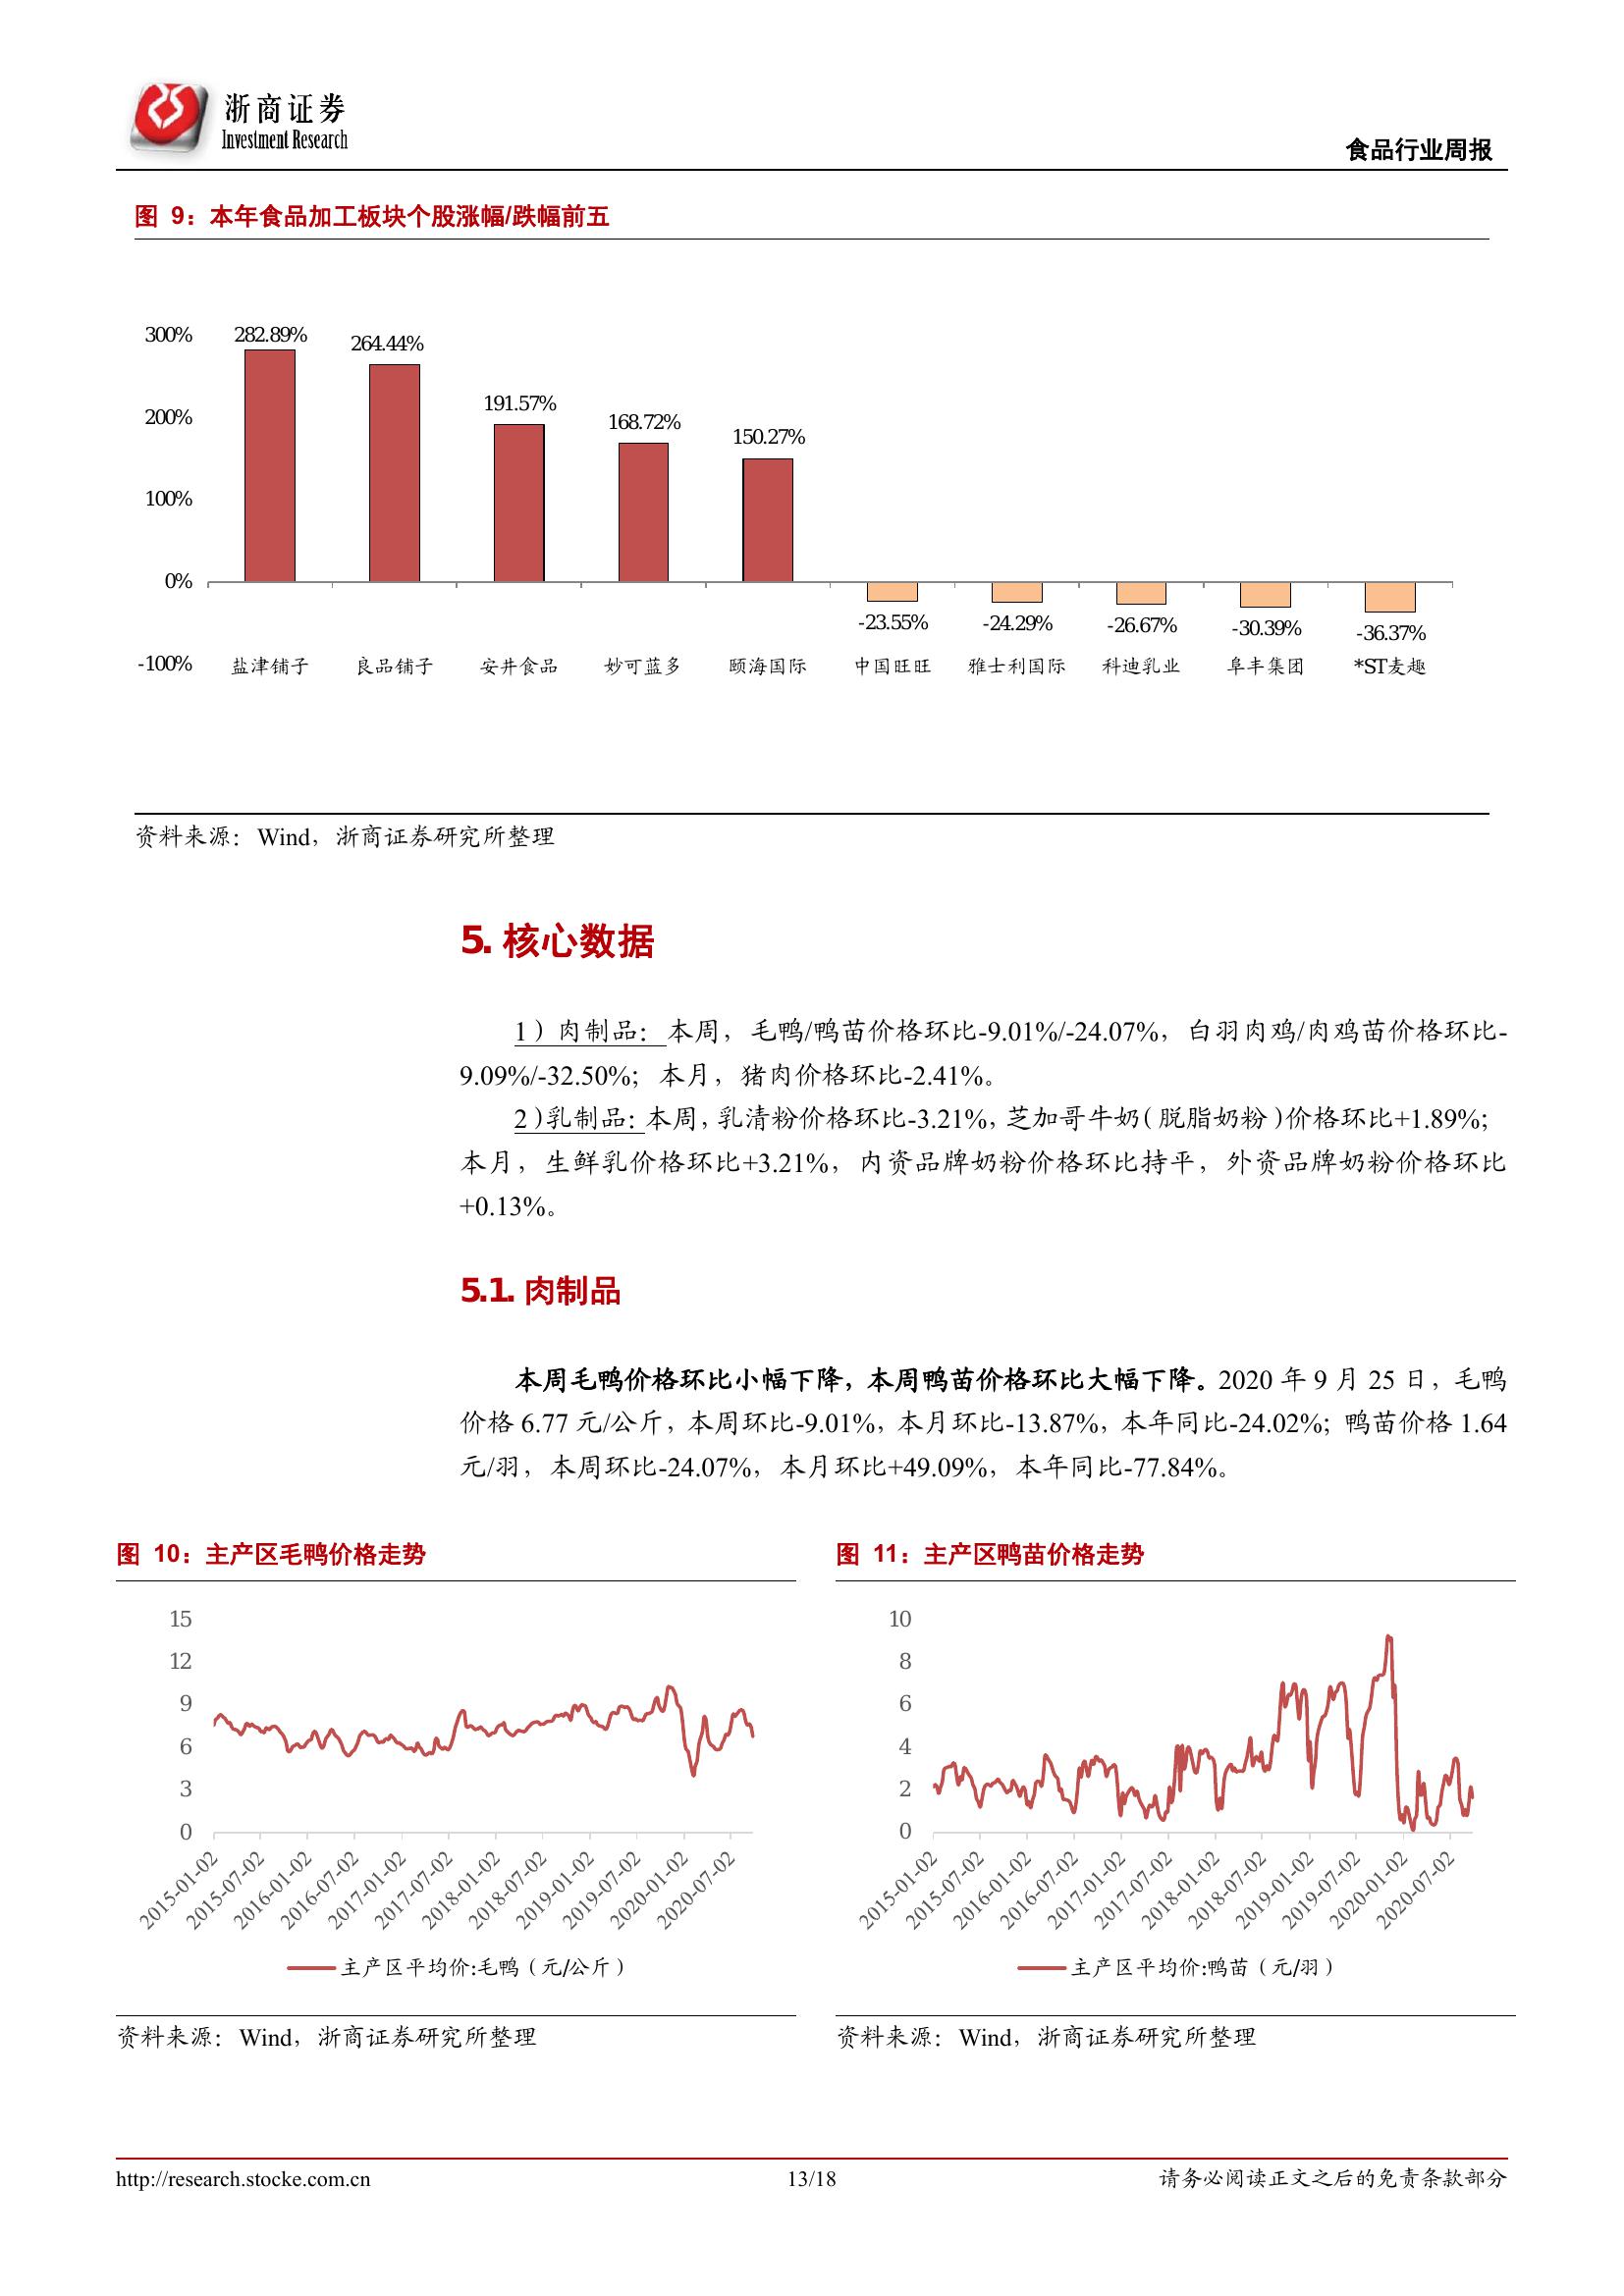 浙商证券
Investment Research
食品行业周报
图 9：本年食品加工板块个股涨幅/跌幅前五
300%
200%
100%
0%
-100%
282.89%
264.44%
191.57%
168.72%
150.27%
-23.55%
-24.29%
-26.67%
-30.39%
-36.37%
盐津铺子
良品铺子
安井食品
妙可蓝多
颐海国际
中国旺旺
雅士利国际
科迪乳业
阜丰集团
*ST麦趣
资料来源：Wind，浙商证券研究所整理
5. 核心数据
1）肉制品：本周，毛鸭/鸭苗价格环比-9.01%/-24.07%，白羽肉鸡/肉鸡苗价格环比-
9.09%/-32.50%；本月，猪肉价格环比-2.41%。
2）乳制品：本周，乳清粉价格环比-3.21%，芝加哥牛奶（脱脂奶粉）价格环比+1.89%；
本月，生鲜乳价格环比+3.21%，内资品牌奶粉价格环比持平，外资品牌奶粉价格环比
+0.13%。
5.1. 肉制品
本周毛鸭价格环比小幅下降，本周鸭苗价格环比大幅下降。2020 年 9 月 25 日，毛鸭
价格 6.77 元/公斤，本周环比-9.01%，本月环比-13.87%，本年同比-24.02%；鸭苗价格 1.64
元/羽，本周环比-24.07%，本月环比+49.09%，本年同比-77.84%。
图 10：主产区毛鸭价格走势
15
12
9
6
3
0
2015-01-02
2015-07-02
2016-01-02
2016-07-02
2017-01-02
2017-07-02
2018-01-02
2018-07-02
2019-01-02
2019-07-02
2020-01-02
2020-07-02
主产区平均价:毛鸭（元/公斤）
资料来源：Wind，浙商证券研究所整理
图 11：主产区鸭苗价格走势
10
8
6
4
2
0
2015-01-02
2015-07-02
2016-01-02
2016-07-02
2017-01-02
2017-07-02
2018-01-02
2018-07-02
2019-01-02
2019-07-02
2020-01-02
2020-07-02
主产区平均价:鸭苗（元/羽）
资料来源：Wind，浙商证券研究所整理
http://research.stocke.com.cn
13/18
请务必阅读正文之后的免责条款部分